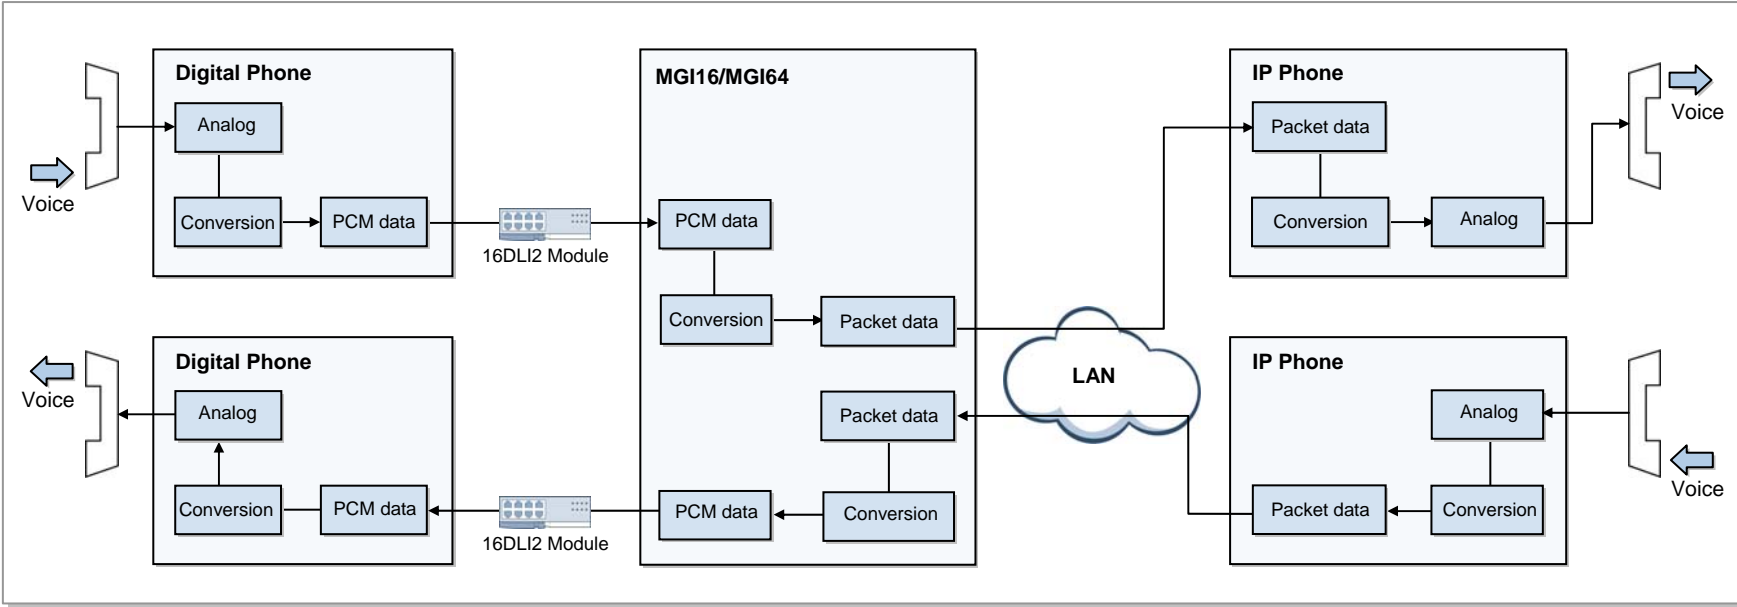 Digital Phone
Analog
Conversion
PCM data
Voice
16DLI2 Module
MGI16/MGI64
PCM data
Conversion
Packet data
IP Phone
Packet data
Conversion
Analog
Voice
Digital Phone
Analog
Conversion
PCM data
Voice
16DLI2 Module
Packet data
PCM data
Conversion
LAN
IP Phone
Analog
Packet data
Conversion
Voice